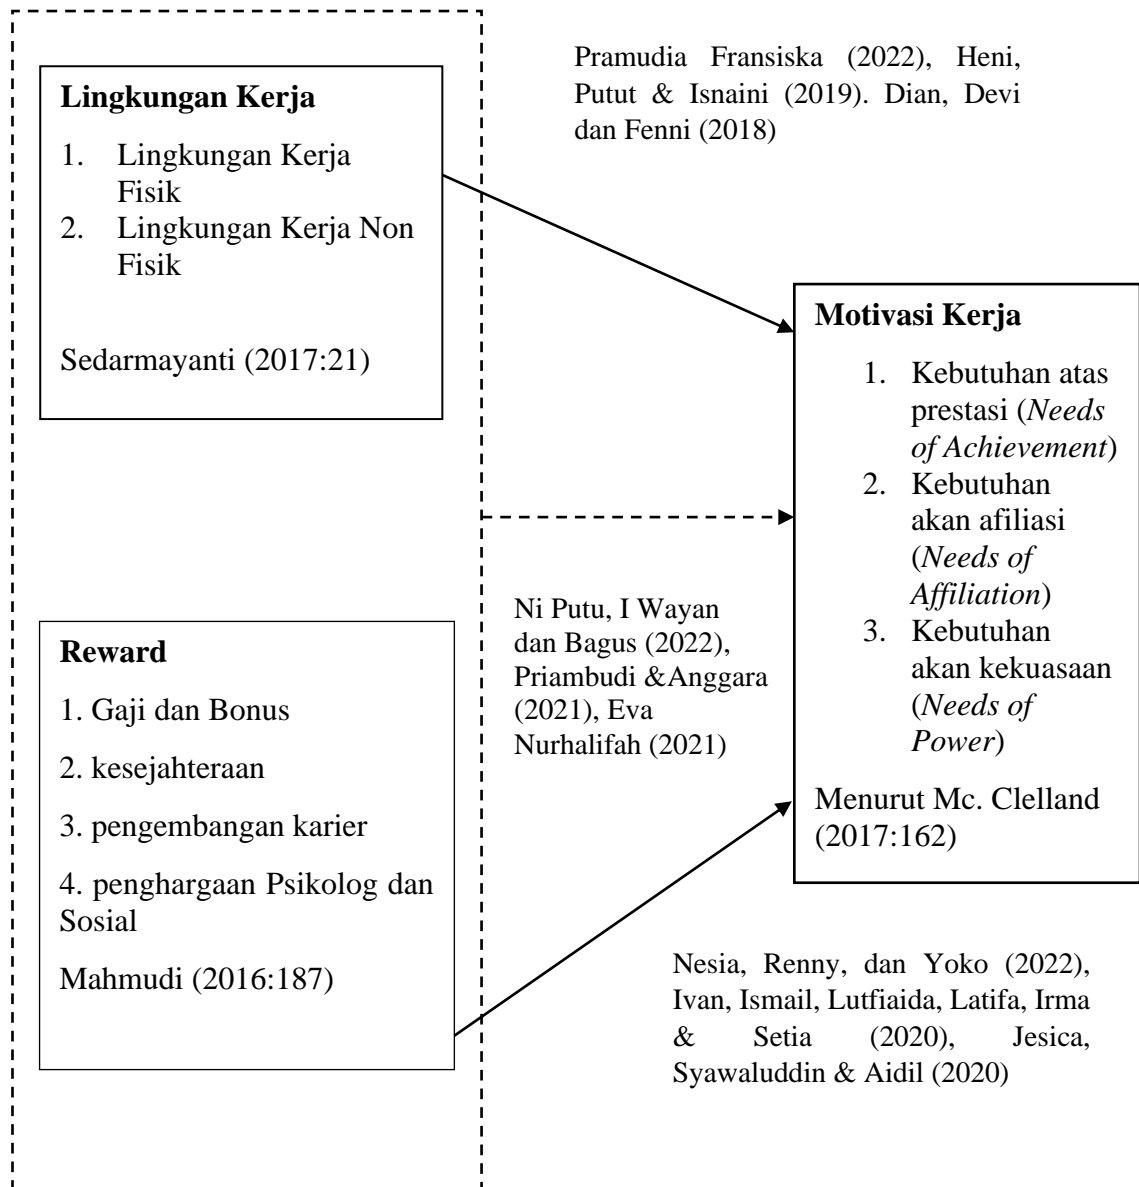 Pramudia Fransiska (2022), Heni,
Putut & Isnaini (2019). Dian, Devi
dan Fenni (2018)
Lingkungan Kerja
1. Lingkungan Kerja
Fisik
2. Lingkungan Kerja Non
Fisik
Sedarmayanti (2017:21)
Motivasi Kerja
1. Kebutuhan atas
prestasi (Needs
of Achievement)
2. Kebutuhan
akan afiliasi
(Needs of
Affiliation)
3. Kebutuhan
akan kekuasaan
(Needs of
Power)
Menurut Mc. Clelland
(2017:162)
Ni Putu, I Wayan
dan Bagus (2022),
Priambudi &Anggara
(2021), Eva
Nurhalifah (2021)
Reward
1. Gaji dan Bonus
2. kesejahteraan
3. pengembangan karier
4. penghargaan Psikolog dan
Sosial
Mahmudi (2016:187)
Nesia, Renny, dan Yoko (2022),
Ivan, Ismail, Lutfiaida, Latifa, Irma
& Setia (2020), Jesica,
Syawaluddin & Aidil (2020)